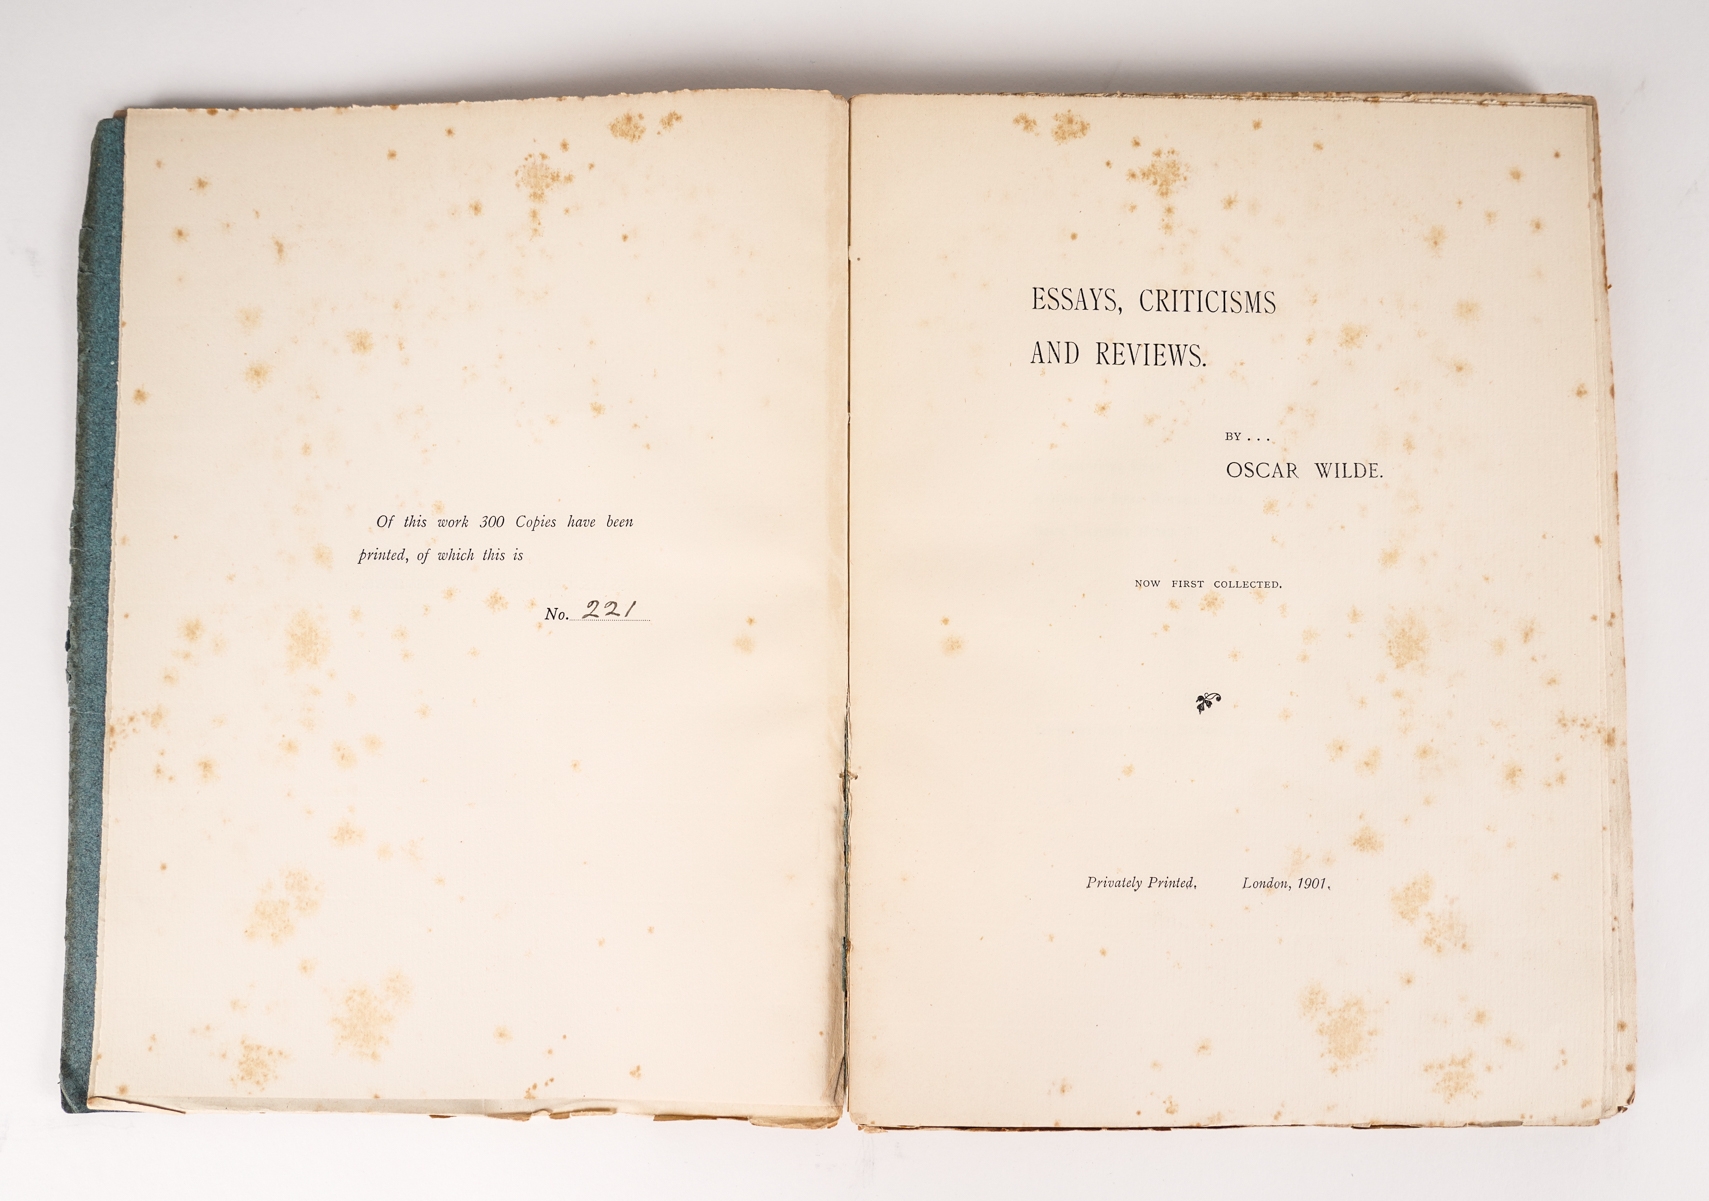 Of this work 300 Copies have been
printed, of which this is
No. 221
ESSAYS, CRITICISMS
AND REVIEWS.
BY . . .
OSCAR WILDE.
NOW FIRST COLLECTED.
Privately Printed, London, 1901.